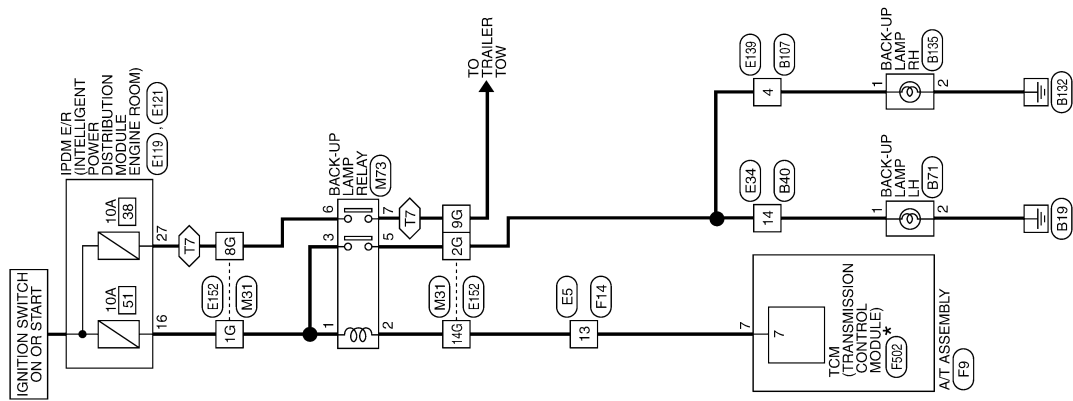 IGNITION SWITCH
ON OR START
IPDM E/R
(INTELLIGENT
POWER
DISTRIBUTION
MODULE
ENGINE ROOM)
E119 , E121
10A
51
10A
38
16
27
T7
1G
E152
M31
8G
BACK-UP
LAMP
RELAY
M73
1
3
6
2
5
7
T7
TO
TRAILER
TOW
14G
M31
E152
2G
9G
13
E5
F14
14
E34
B40
4
E139
B107
7
7
TCM
(TRANSMISSION
CONTROL
MODULE)
*
F502
A/T ASSEMBLY
F9
BACK-UP
LAMP
LH
B71
1
2
B19
BACK-UP
LAMP
RH
B135
1
2
B132